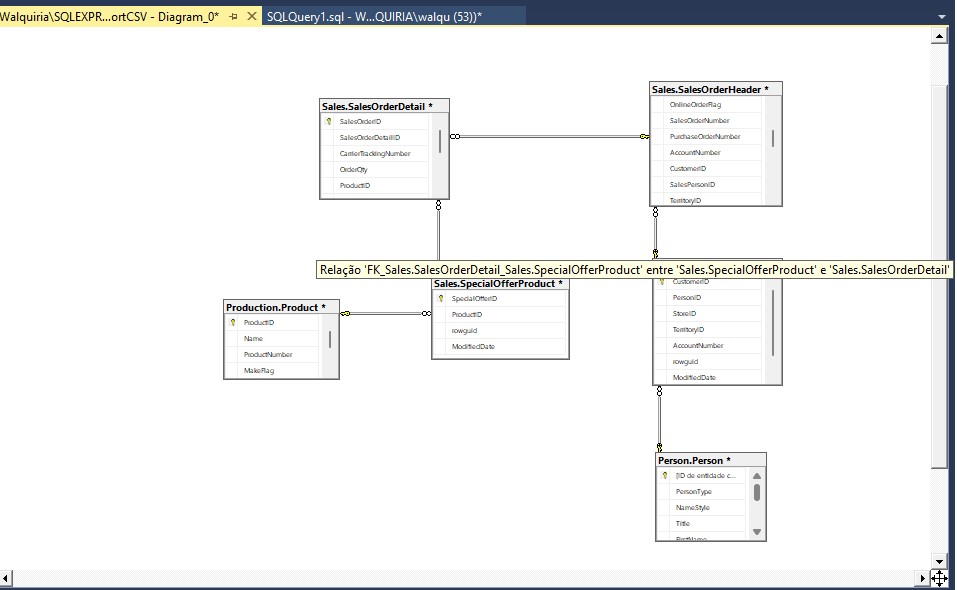 Walquiria\SQLEXPR...ortCSV - Diagram_0*
SQLQuery1.sql - W...QUIRIA\walqu (53))*
Sales.SalesOrderDetail *
SalesOrderID
SalesOrderDetailID
CarrierTrackingNumber
OrderQty
ProductID
Sales.SalesOrderHeader *
OnlineOrderFlag
SalesOrderNumber
PurchaseOrderNumber
AccountNumber
CustomerID
SalesPersonID
TerritoryID
Relação 'FK_Sales.SalesOrderDetail_Sales.SpecialOfferProduct' entre 'Sales.SpecialOfferProduct' e 'Sales.SalesOrderDetail'
Sales.SpecialOfferProduct *
SpecialOfferID
ProductID
rowguid
ModifiedDate
Production.Product *
ProductID
Name
ProductNumber
MakeFlag
CustomerID
PersonID
StoreID
TerritoryID
AccountNumber
rowguid
ModifiedDate
Person.Person *
[ID de entidade c...
PersonType
NameStyle
Title
FirstName